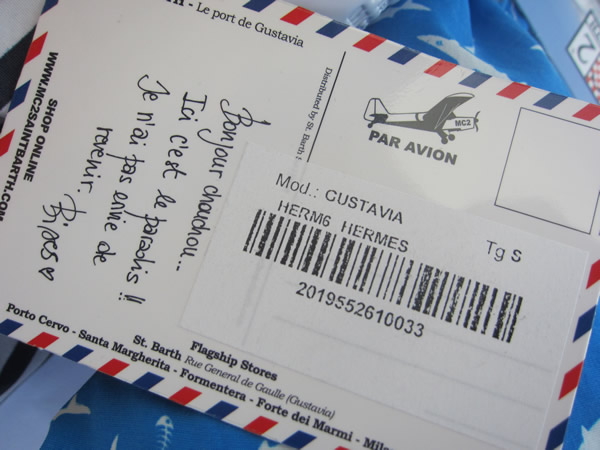 - Le port de Gustavia
SHOP ONLINE
WWW.MC2SAINTBARTH.COM
Bonjour chouchou...
Ici c'est le paradis !!
Je n'ai pas envie de
revenir.
Distributed by St. Barth
MC2
PAR AVION
Mod.: GUSTAVIA
HERM6 HERMES
Tg S
2019552610033
Flagship Stores
St. Barth Rue General de Gaulle (Gustavia)
Porto Cervo - Santa Margherita - Formentera - Forte dei Marmi -
2